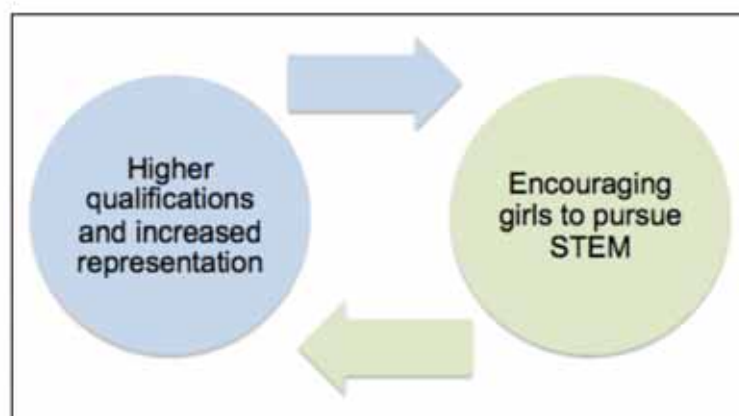 Higher
qualifications
and increased
representation
Encouraging
girls to pursue
STEM